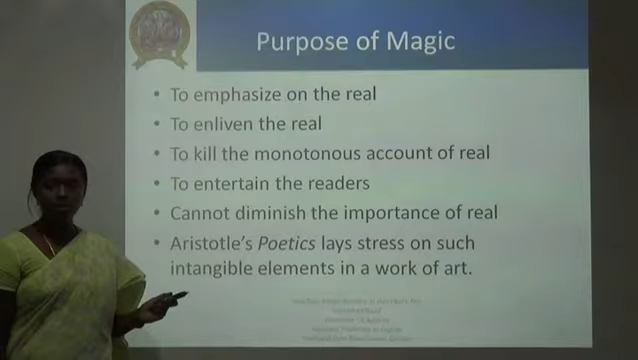 Purpose of Magic
• To emphasize on the real
• To enliven the real
• To kill the monotonous account of real
• To entertain the readers
• Cannot diminish the importance of real
• Aristotle's Poetics lays stress on such
intangible elements in a work of art.